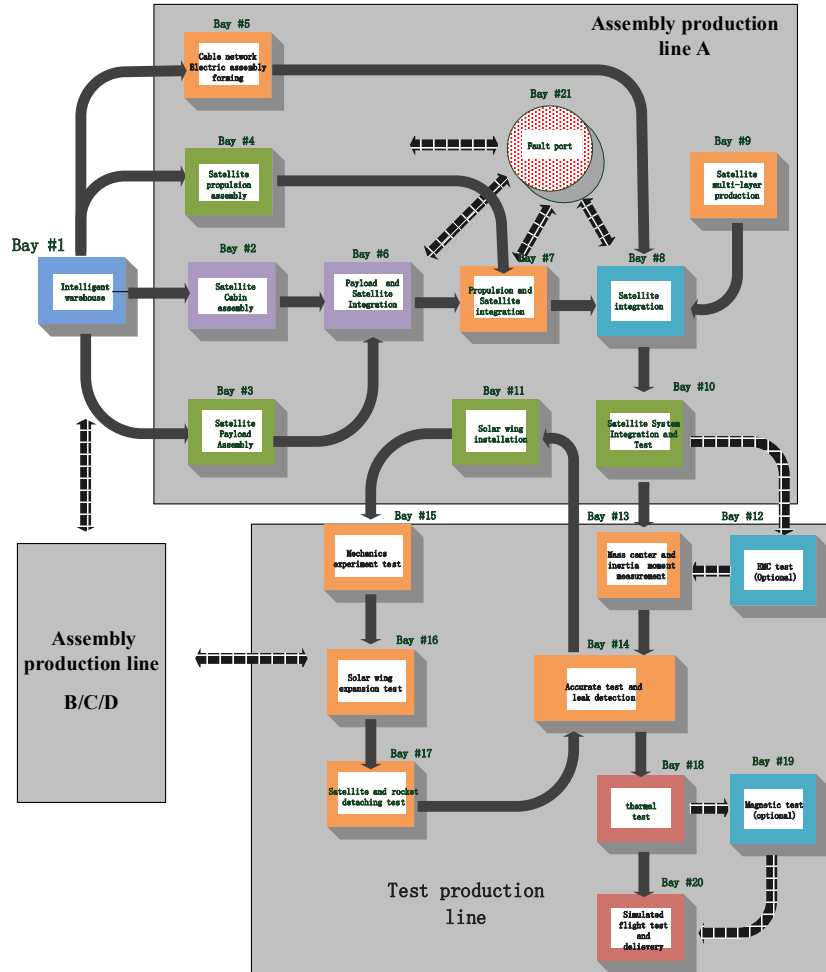 Bay #5
Assembly production
line A
Cable network
Electric assembly
forming
Bay #21
Bay #4
Fault port
Bay #9
Satellite
propulsion
assembly
Satellite
multi-layer
production
Bay #1
Bay #2
Bay #6
Bay #7
Bay #8
Intelligent
warehouse
Satellite
Cabin
assembly
Payload and
Satellite
Integration
Propulsion and
Satellite
integration
Satellite
integration
Bay #3
Bay #11
Bay #10
Satellite
Payload
Assembly
Solar wing
installation
Satellite System
Integration and
Test
Bay #15
Bay #13
Bay #12
Mechanics
experiment test
Mass center and
inertia moment
measurement
EMC test
(Optional)
Assembly
production line
B/C/D
Bay #16
Bay #14
Solar wing
expansion test
Accurate test and
leak detection
Bay #17
Bay #18
Bay #19
Satellite and rocket
detaching test
thermal
test
Magnetic test
(optional)
Test production
line
Bay #20
Simulated
flight test
and
delievery